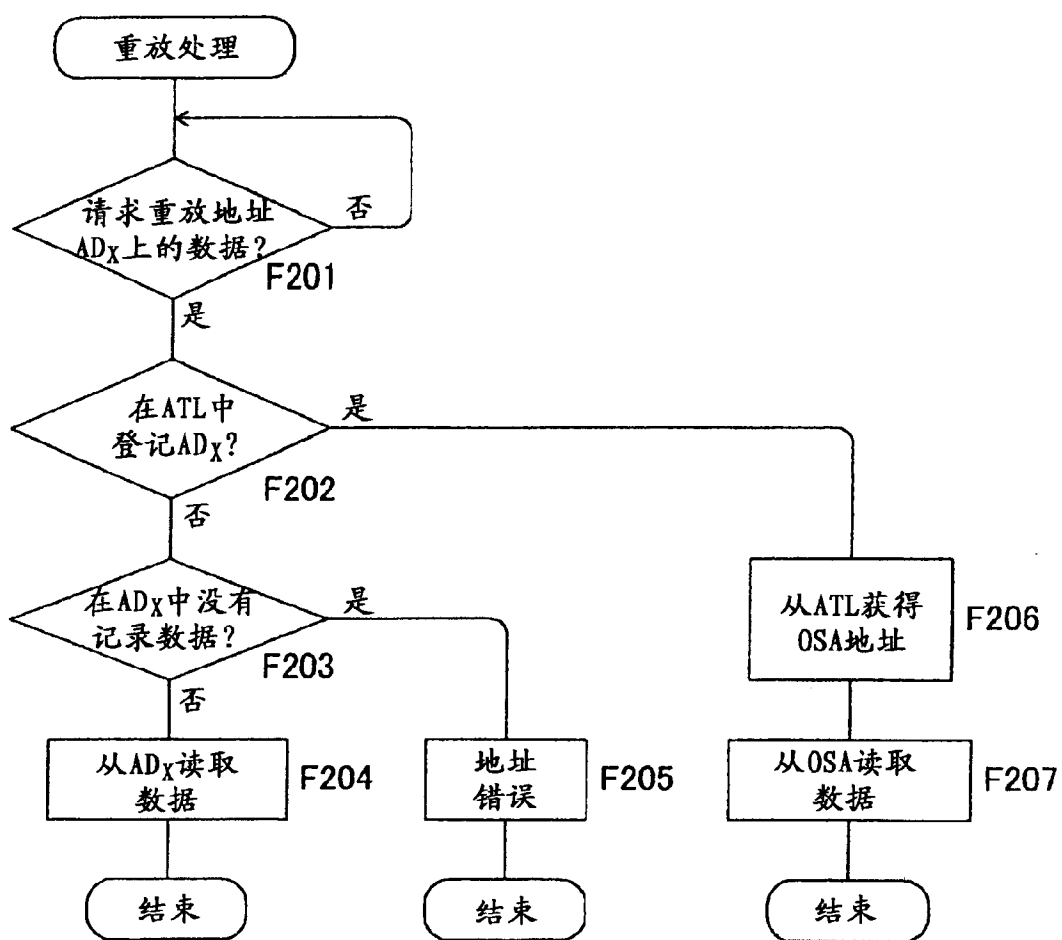 重放处理
请求重放地址
ADX上的数据?
否
F201
是
在ATL中
登记ADX?
是
F202
否
在ADX中没有
记录数据?
是
F203
否
从ATL获得
OSA地址
F206
从ADX读取
数据
F204
地址
错误
F205
从OSA读取
数据
F207
结束
结束
结束